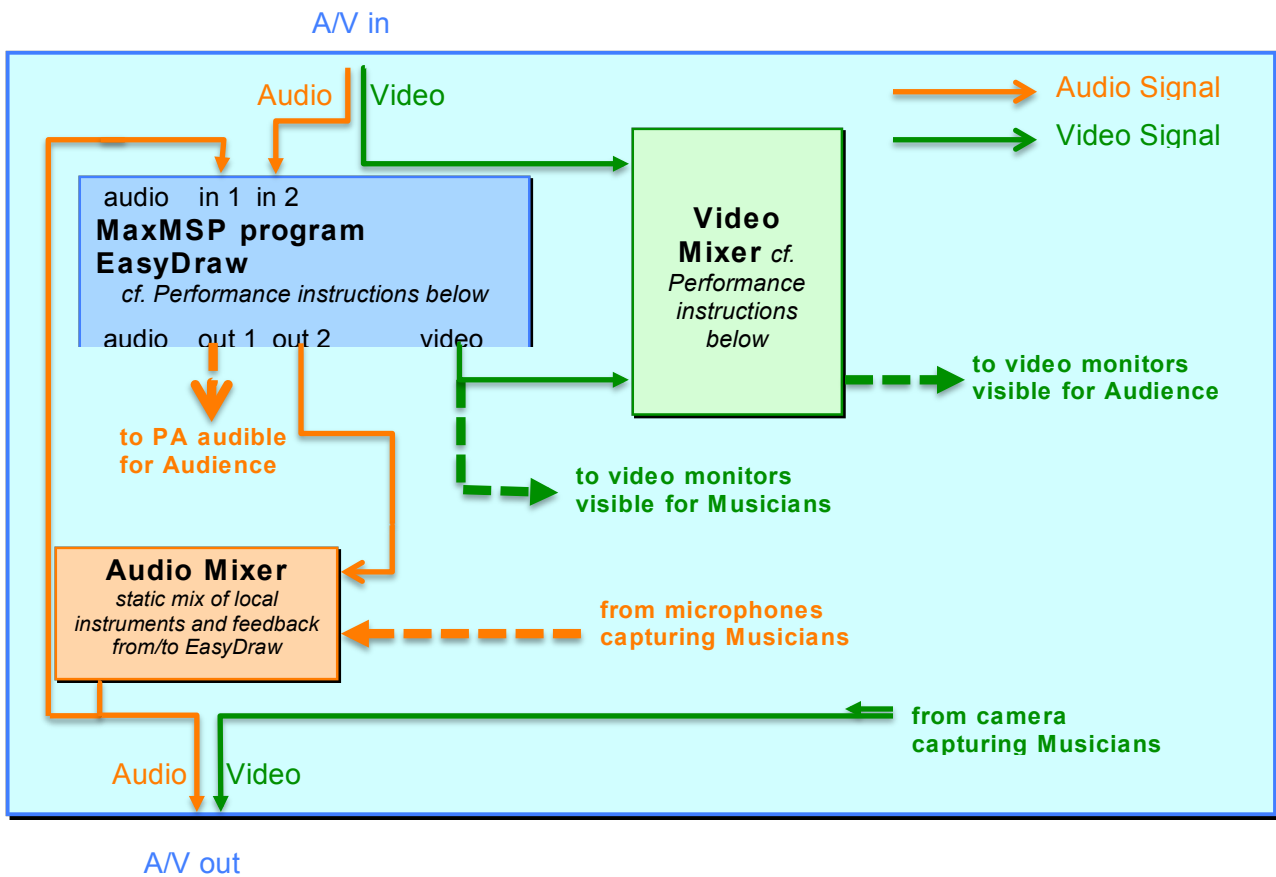 A/V in
Audio
Video
Audio Signal
Video Signal
audio in 1 in 2
MaxMSP program
EasyDraw
cf. Performance instructions below
audio out 1 out 2 video
Video
Mixer cf.
Performance
instructions
below
to video monitors
visible for Audience
to PA audible
for Audience
to video monitors
visible for Musicians
Audio Mixer
static mix of local
instruments and feedback
from/to EasyDraw
from microphones
capturing Musicians
from camera
capturing Musicians
Audio
Video
A/V out